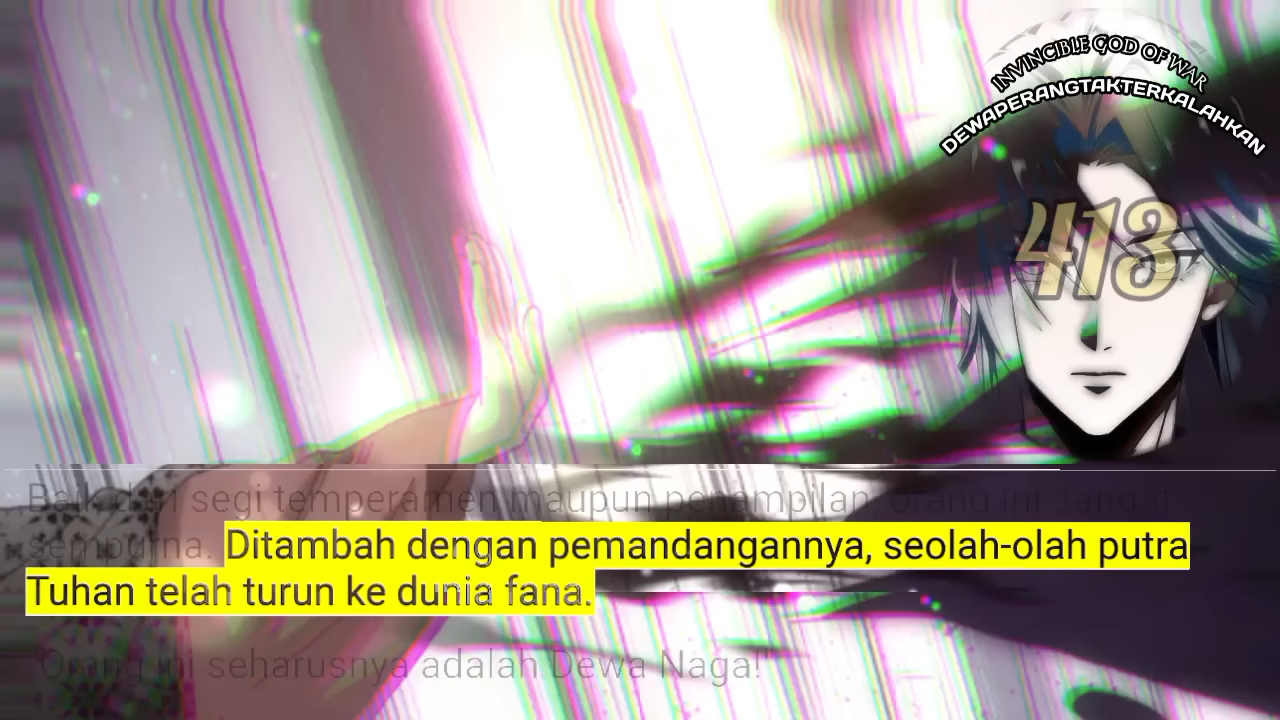 INVINCIBLE GOD OF WAR
DEWAPERANGTAKTERKALAHKAN
413
Baik dari segi temperamen maupun penampilan, orang ini sangat
sempurna. Ditambah dengan pemandangannya, seolah-olah putra
Tuhan telah turun ke dunia fana.
"Orang ini seharusnya adalah Dewa Naga!"